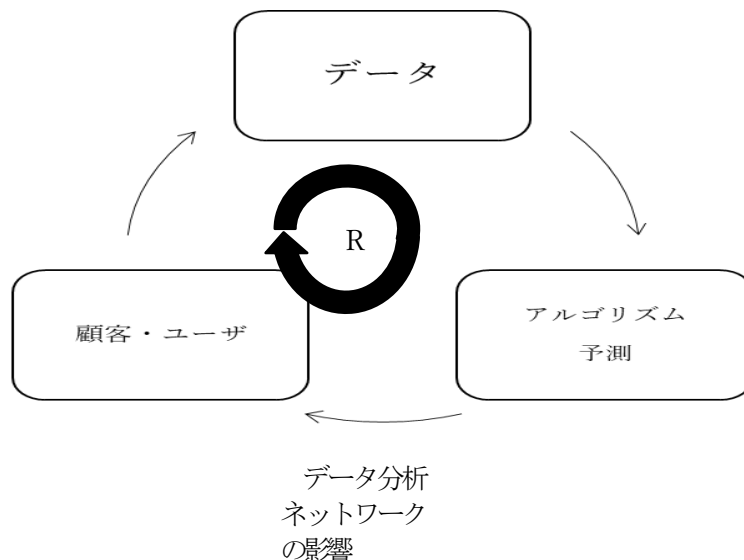 データ
R
顧客・ユーザ
アルゴリズム
予測
データ分析
ネットワーク
の影響